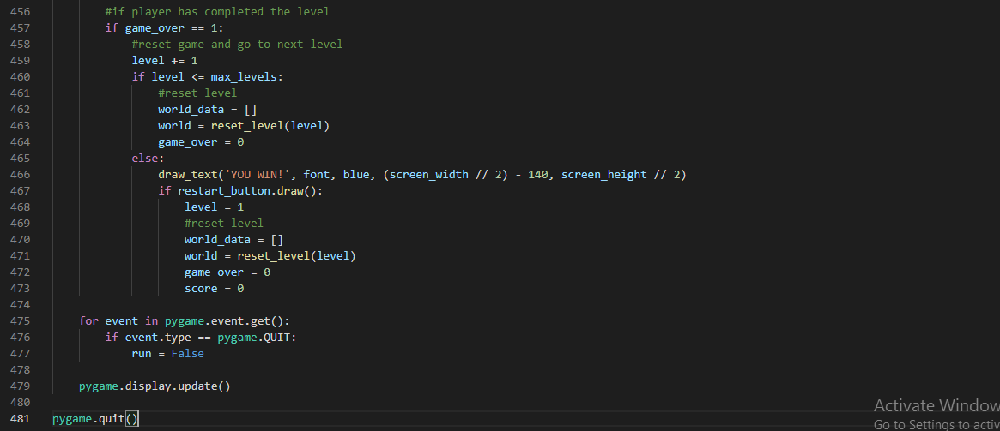 456 #if player has completed the level
457 if game_over == 1:
458 #reset game and go to next level
459 level += 1
460 if level <= max_levels:
461 #reset level
462 world_data = []
463 world = reset_level(level)
464 game_over = 0
465 else:
466 draw_text('YOU WIN!', font, blue, (screen_width // 2) - 140, screen_height // 2)
467 if restart_button.draw():
468 level = 1
469 #reset level
470 world_data = []
471 world = reset_level(level)
472 game_over = 0
473 score = 0
474
475 for event in pygame.event.get():
476 if event.type == pygame.QUIT:
477 run = False
478
479 pygame.display.update()
480
481 pygame.quit()
Activate Window
Go to Settings to activ